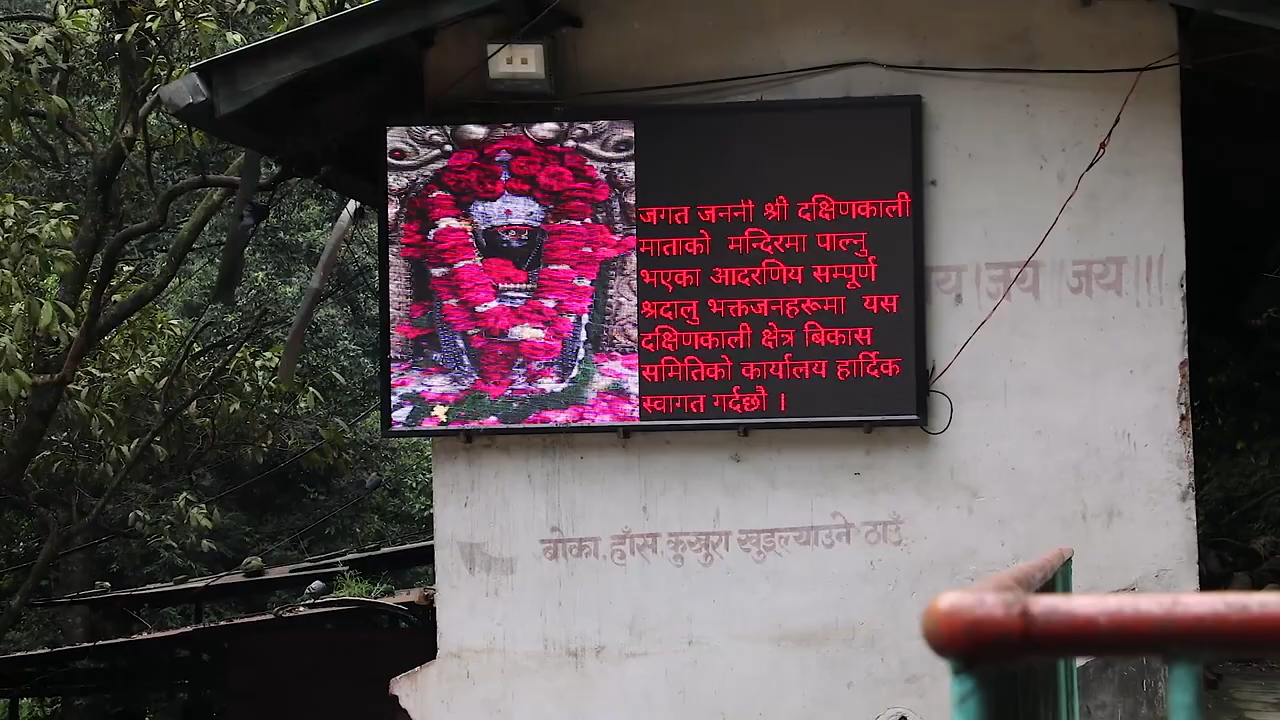 जगत जननी श्री दक्षिणकाली
माताको मन्दिरमा पाल्नु
भएका आदरणिय सम्पूर्ण
श्रदालु भक्तजनहरूमा यस
दक्षिणकाली क्षेत्र बिकास
समितिको कार्यालय हार्दिक
स्वागत गर्दछौ ।
जय जय !!!
बोका, हाँस, कुखुरा खुइल्याउने ठाउँ